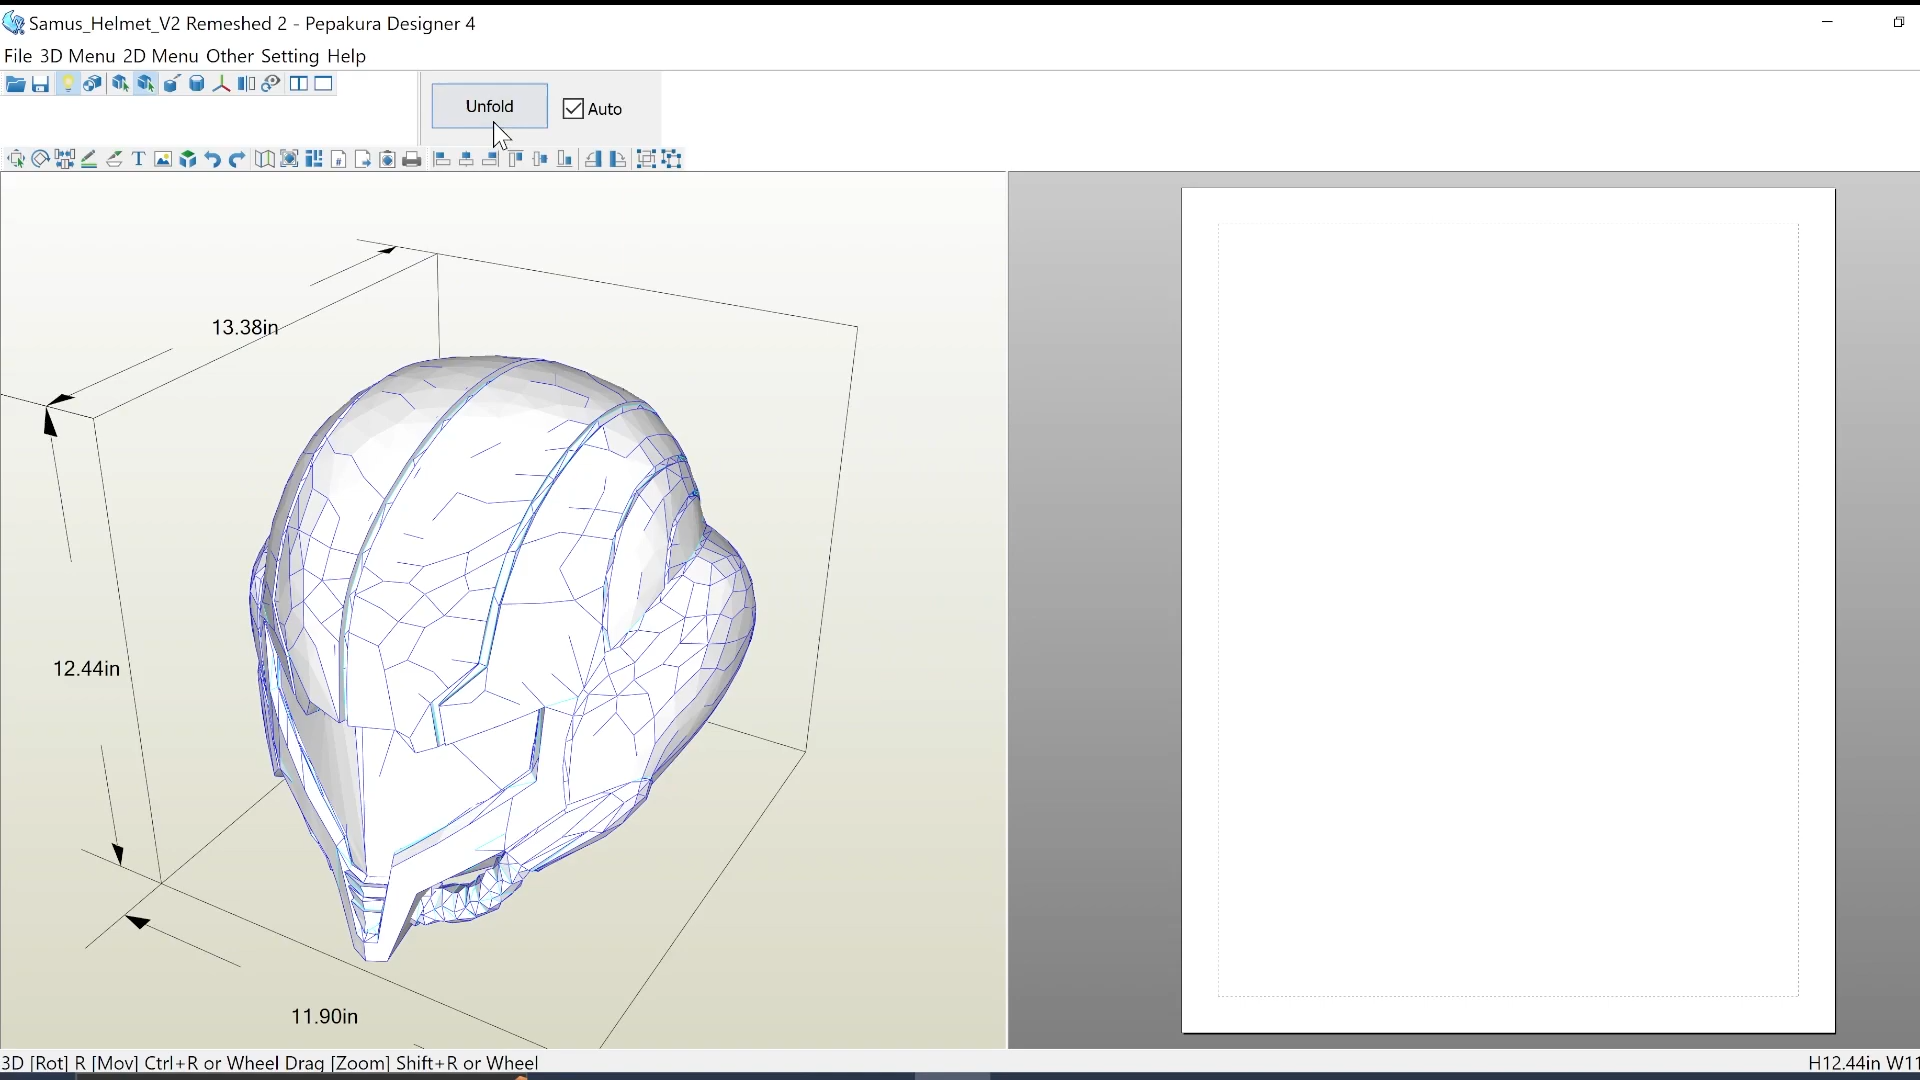 Samus_Helmet_V2 Remeshed 2 - Pepakura Designer 4
File 3D Menu 2D Menu Other Setting Help
Unfold
Auto
T
#
13.38in
12.44in
11.90in
3D [Rot] R [Mov] Ctrl+R or Wheel Drag [Zoom] Shift+R or Wheel
H12.44in W11